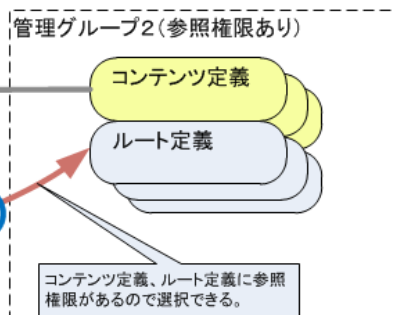 管理グループ2(参照権限あり)
コンテンツ定義
ルート定義
コンテンツ定義、ルート定義に参照
権限があるので選択できる。